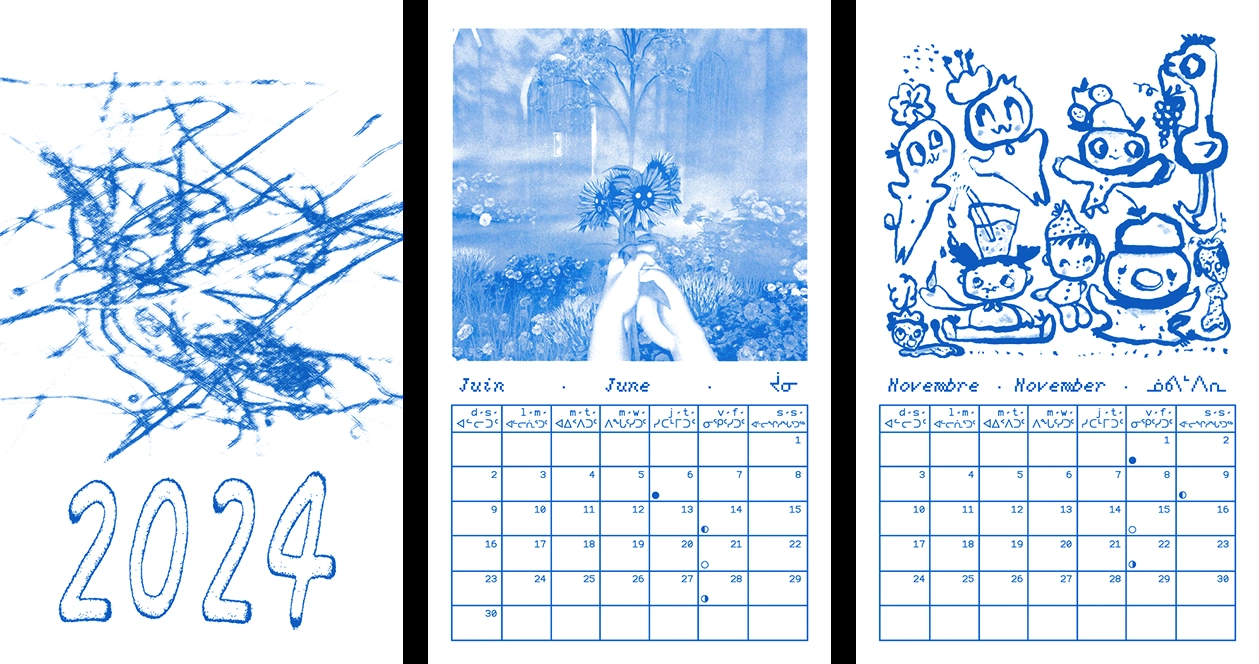 2024
Juin · June · ᔫᓂ
d·s· l·m· m·t· m·w· j·t· v·f· s·s·
1
2 3 4 5 6 7 8
9 10 11 12 13 14 15
16 17 18 19 20 21 22
23 24 25 26 27 28 29
30
Novembre · November ·
d·s· l·m· m·t· m·w· j·t· v·f· s·s·
1 2
3 4 5 6 7 8 9
10 11 12 13 14 15 16
17 18 19 20 21 22 23
24 25 26 27 28 29 30